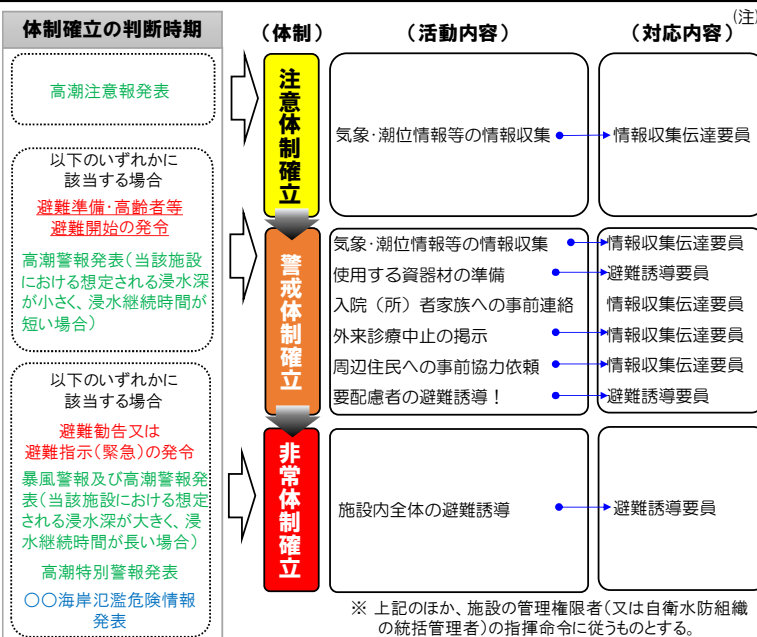 体制確立の判断時期
（体制）
（活動内容）
（対応内容）
(注)
高潮注意報発表
注意体制確立
気象・潮位情報等の情報収集
情報収集伝達要員
以下のいずれかに
該当する場合
避難準備・高齢者等
避難開始の発令
高潮警報発表（当該施設
における想定される浸水深
が小さく、浸水継続時間が
短い場合）
警戒体制確立
気象・潮位情報等の情報収集
情報収集伝達要員
使用する資器材の準備
避難誘導要員
入院（所）者家族への事前連絡
情報収集伝達要員
外来診療中止の掲示
情報収集伝達要員
周辺住民への事前協力依頼
情報収集伝達要員
要配慮者の避難誘導！
避難誘導要員
以下のいずれかに
該当する場合
避難勧告又は
避難指示（緊急）の発令
暴風警報及び高潮警報発
表（当該施設における想定
される浸水深が大きく、浸
水継続時間が長い場合）
高潮特別警報発表
〇〇海岸氾濫危険情報
発表
非常体制確立
施設内全体の避難誘導
避難誘導要員
※ 上記のほか、施設の管理権限者（又は自衛水防組織
の統括管理者）の指揮命令に従うものとする。